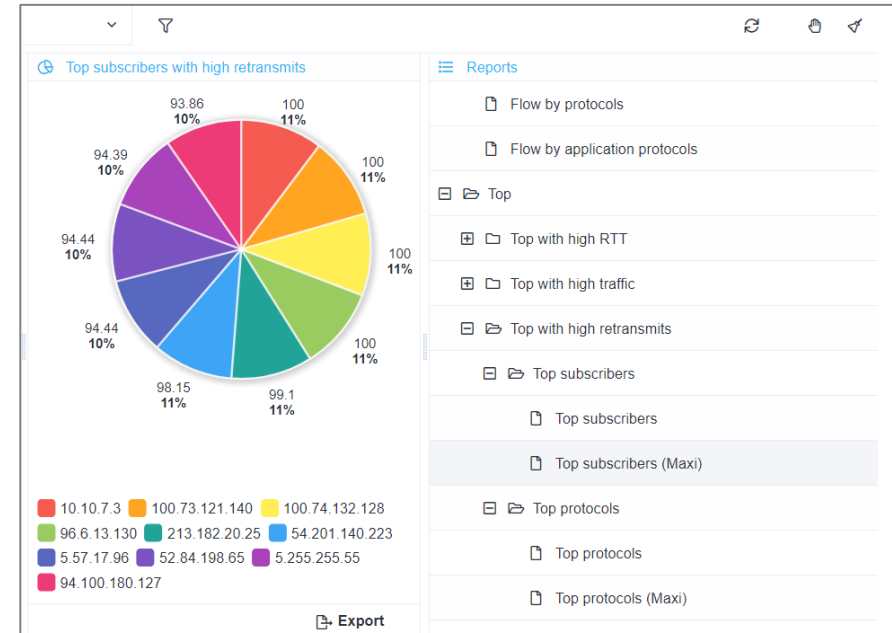 Top subscribers with high retransmits
93.86
10%
100
11%
94.39
10%
100
11%
94.44
10%
100
11%
94.44
10%
100
11%
98.15
11%
99.1
11%
10.10.7.3 100.73.121.140 100.74.132.128
96.6.13.130 213.182.20.25 54.201.140.223
5.57.17.96 52.84.198.65 5.255.255.55
94.100.180.127
Export
Reports
Flow by protocols
Flow by application protocols
Top
Top with high RTT
Top with high traffic
Top with high retransmits
Top subscribers
Top subscribers
Top subscribers (Maxi)
Top protocols
Top protocols
Top protocols (Maxi)